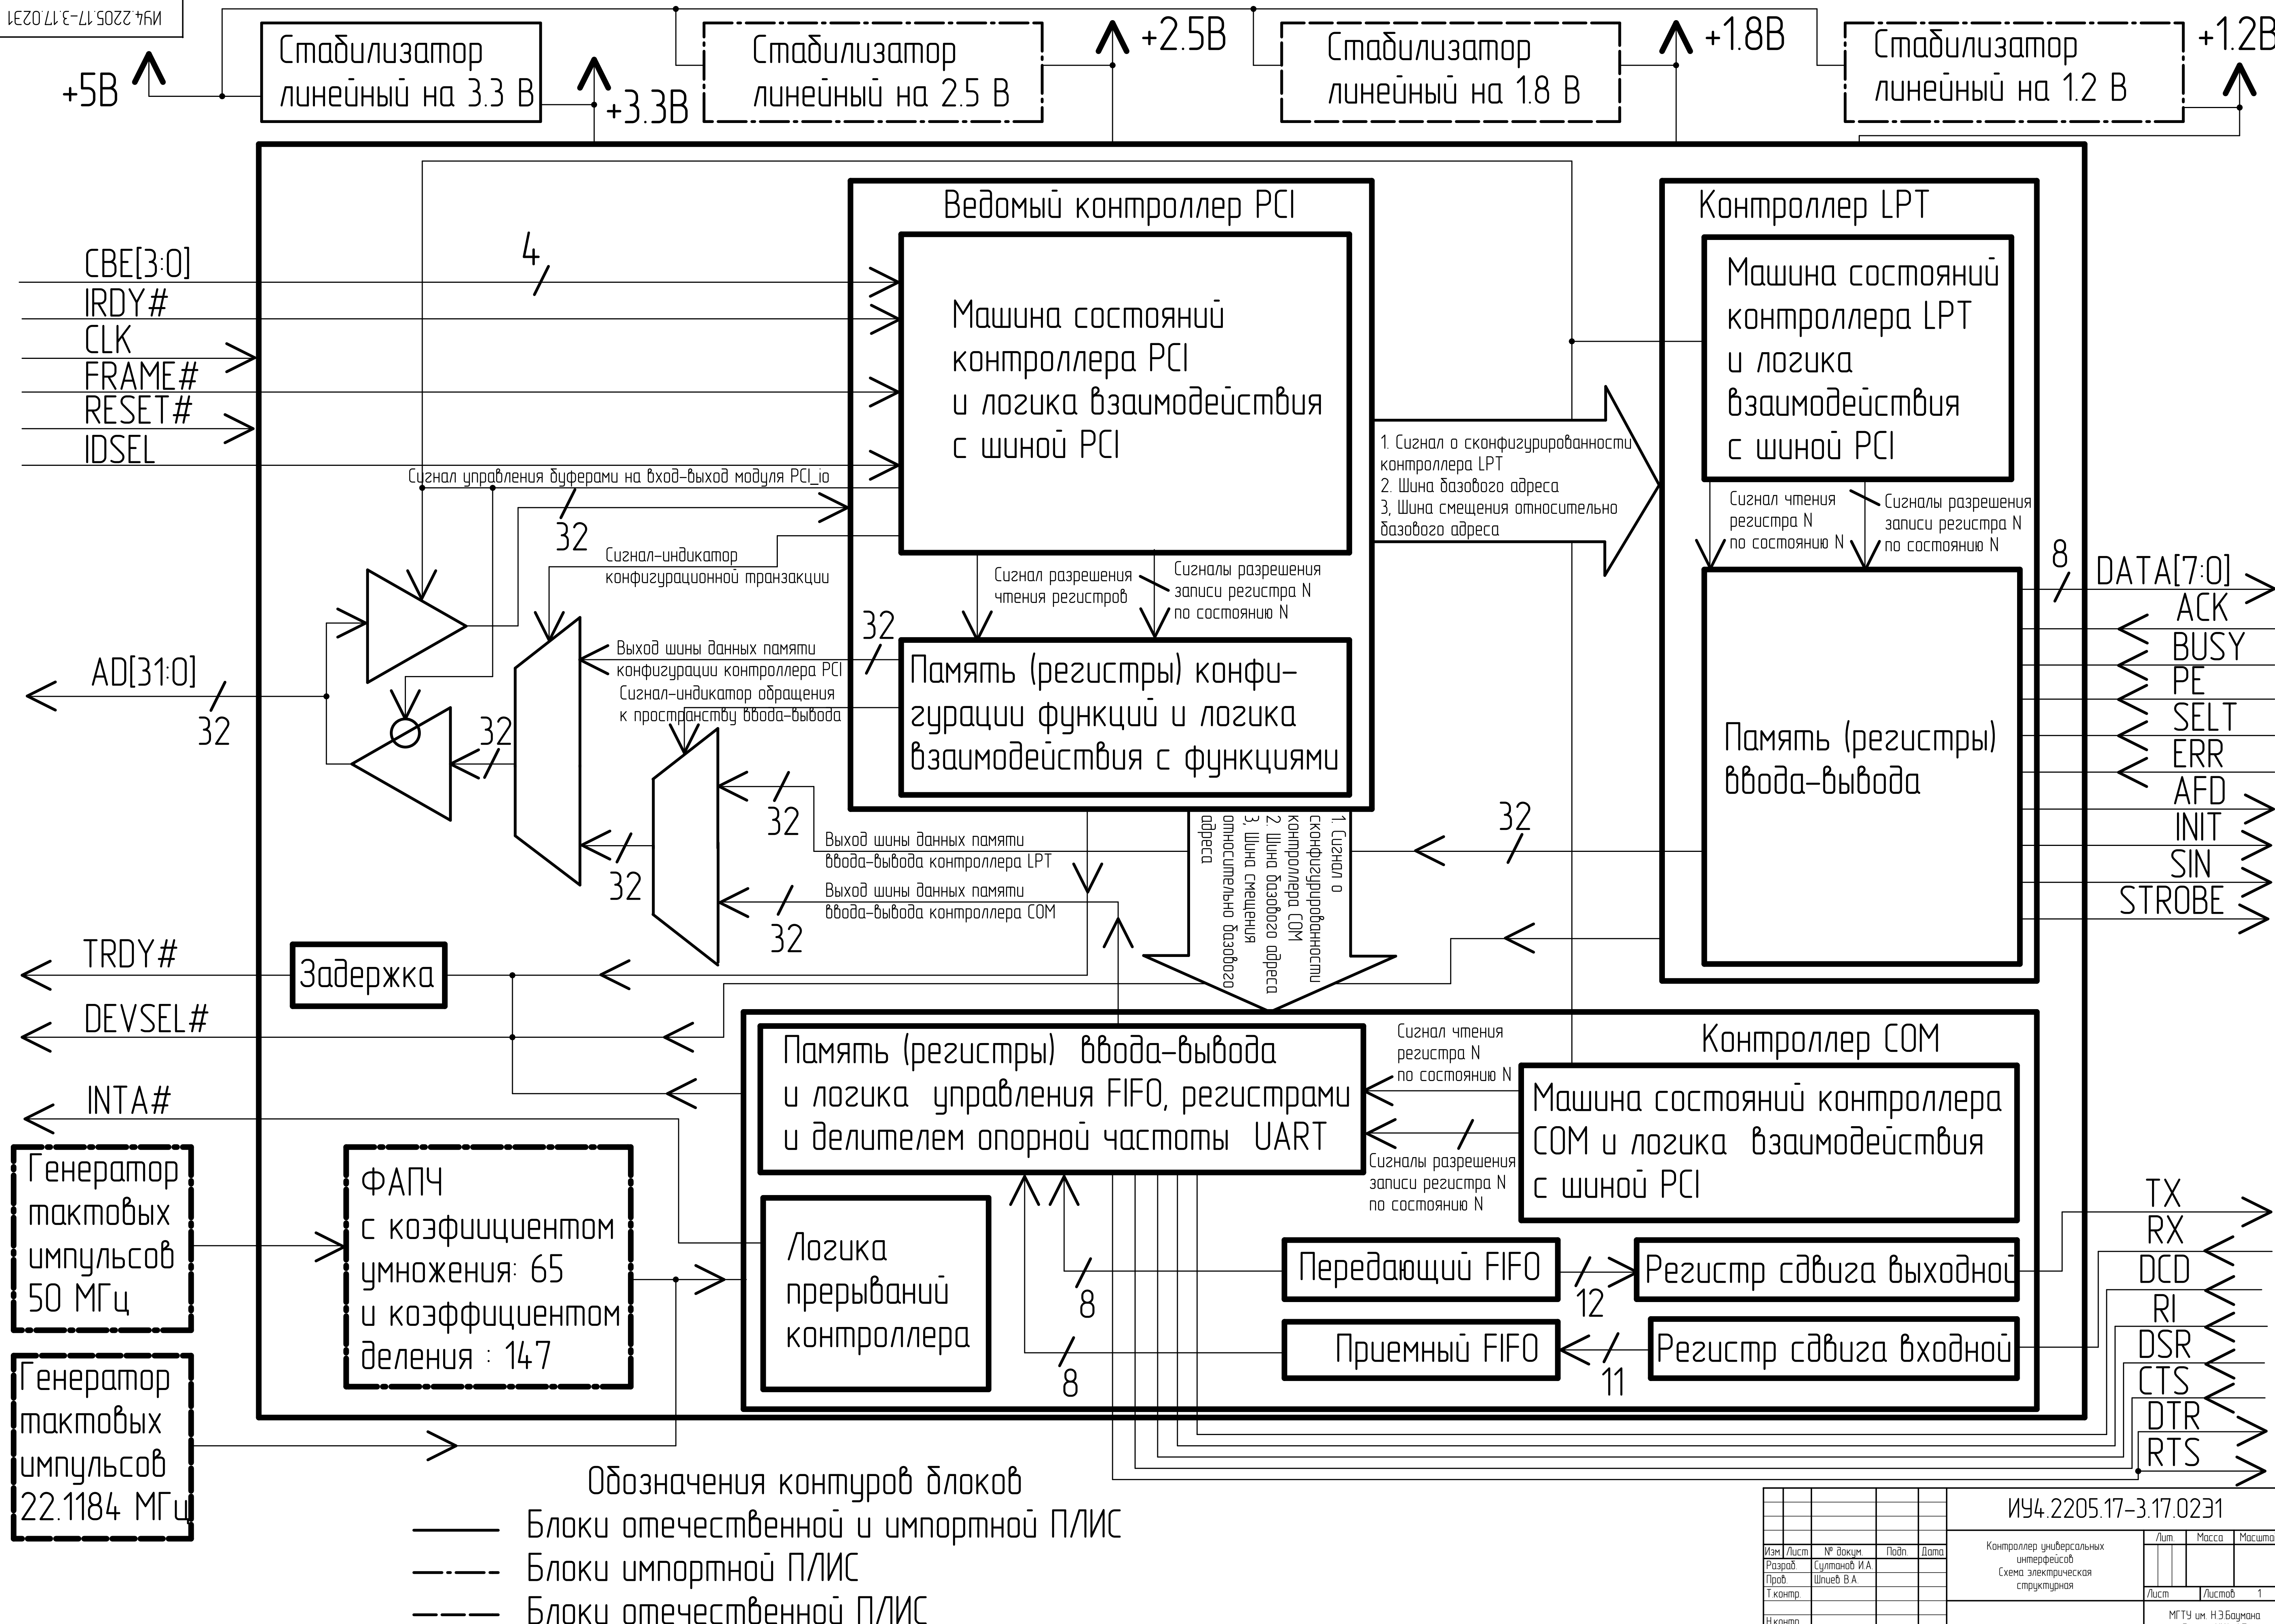 ИУ4.2205.17-3.17.02Э1
Стабилизатор
линейный на 3.3 В
Стабилизатор
линейный на 2.5 В
Стабилизатор
линейный на 1.8 В
Стабилизатор
линейный на 1.2 В
+5В
+3.3В
+2.5В
+1.8В
+1.2В
CBE[3:0]
4
IRDY#
CLK
FRAME#
RESET#
IDSEL
Ведомый контроллер PCI
Машина состояний
контроллера PCI
и логика взаимодействия
с шиной PCI
Контроллер LPT
Машина состояний
контроллера LPT
и логика
взаимодействия
с шиной PCI
1. Сигнал о сконфигурированности
контроллера LPT
2. Шина базового адреса
3, Шина смещения относительно
базового адреса
Сигнал управления буферами на вход-выход модуля PCI_io
32
Сигнал-индикатор
конфигурационной транзакции
Сигнал разрешения
чтения регистров
Сигналы разрешения
записи регистра N
по состоянию N
Сигнал чтения
регистра N
по состоянию N
Сигналы разрешения
записи регистра N
по состоянию N
32
Выход шины данных памяти
конфигурации контроллера PCI
Сигнал-индикатор обращения
к пространству ввода-вывода
Память (регистры) конфи-
гурации функций и логика
взаимодействия с функциями
Память (регистры)
ввода-вывода
8
DATA[7:0]
ACK
BUSY
PE
SELT
ERR
AFD
INIT
SIN
STROBE
AD[31:0]
32
32
32
32
32
32
Выход шины данных памяти
ввода-вывода контроллера LPT
Выход шины данных памяти
ввода-вывода контроллера COM
1. Сигнал о
сконфигурированности
контроллера COM
2. Шина базового адреса
3, Шина смещения
относительно базового
адреса
TRDY#
Задержка
DEVSEL#
INTA#
Контроллер COM
Память (регистры) ввода-вывода
и логика управления FIFO, регистрами
и делителем опорной частоты UART
Сигнал чтения
регистра N
по состоянию N
Сигналы разрешения
записи регистра N
по состоянию N
Машина состояний контроллера
COM и логика взаимодействия
с шиной PCI
Генератор
тактовых
импульсов
50 МГц
ФАПЧ
с коэфиициентом
умножения: 65
и коэффициентом
деления : 147
Логика
прерываний
контроллера
Передающий FIFO
12
Регистр сдвига выходной
8
Приемный FIFO
11
Регистр сдвига входной
8
TX
RX
DCD
RI
DSR
CTS
DTR
RTS
Генератор
тактовых
импульсов
22.1184 МГц
Обозначения контуров блоков
Блоки отечественной и импортной ПЛИС
Блоки импортной ПЛИС
Блоки отечественной ПЛИС
ИУ4.2205.17-3.17.02Э1
Контроллер универсальных
интерфейсов
Схема электрическая
структурная
Лит. Масса Масшта
Изм Лист № докум. Подп. Дата
Разраб. Султанов И.А.
Пров. Шпиев В.А.
Т.контр.
Лист Листов 1
Н.контр.
МГТУ им. Н.Э.Баумана